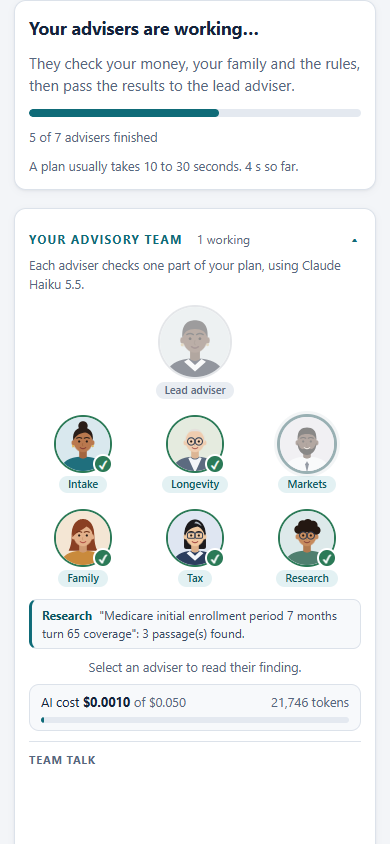 Your advisers are working...
They check your money, your family and the rules,
then pass the results to the lead adviser.
5 of 7 advisers finished
A plan usually takes 10 to 30 seconds. 4 s so far.
YOUR ADVISORY TEAM 1 working
Each adviser checks one part of your plan, using Claude
Haiku 5.5.
Lead adviser
Intake Longevity Markets
Family Tax Research
Research "Medicare initial enrollment period 7 months
turn 65 coverage": 3 passage(s) found.
Select an adviser to read their finding.
AI cost $0.0010 of $0.050 21,746 tokens
TEAM TALK